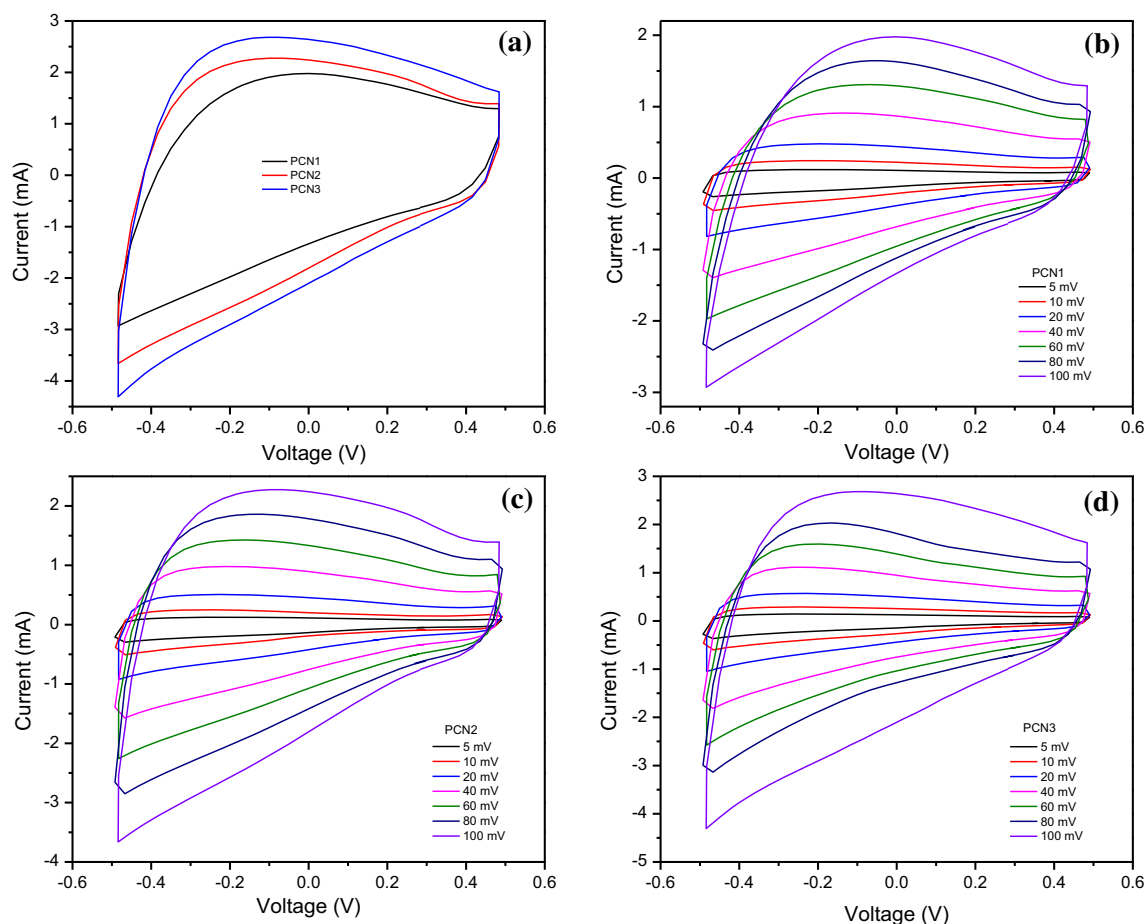 (a)
3
2
1
0
-1
-2
-3
-4
Current (mA)
PCN1
PCN2
PCN3
-0.6 -0.4 -0.2 0.0 0.2 0.4 0.6
Voltage (V)
(b)
2
1
0
-1
-2
-3
Current (mA)
PCN1
5 mV
10 mV
20 mV
40 mV
60 mV
80 mV
100 mV
-0.6 -0.4 -0.2 0.0 0.2 0.4 0.6
Voltage (V)
(c)
2
1
0
-1
-2
-3
-4
Current (mA)
PCN2
5 mV
10 mV
20 mV
40 mV
60 mV
80 mV
100 mV
-0.6 -0.4 -0.2 0.0 0.2 0.4 0.6
Voltage (V)
(d)
3
2
1
0
-1
-2
-3
-4
-5
Current (mA)
PCN3
5 mV
10 mV
20 mV
40 mV
60 mV
80 mV
100 mV
-0.6 -0.4 -0.2 0.0 0.2 0.4 0.6
Voltage (V)